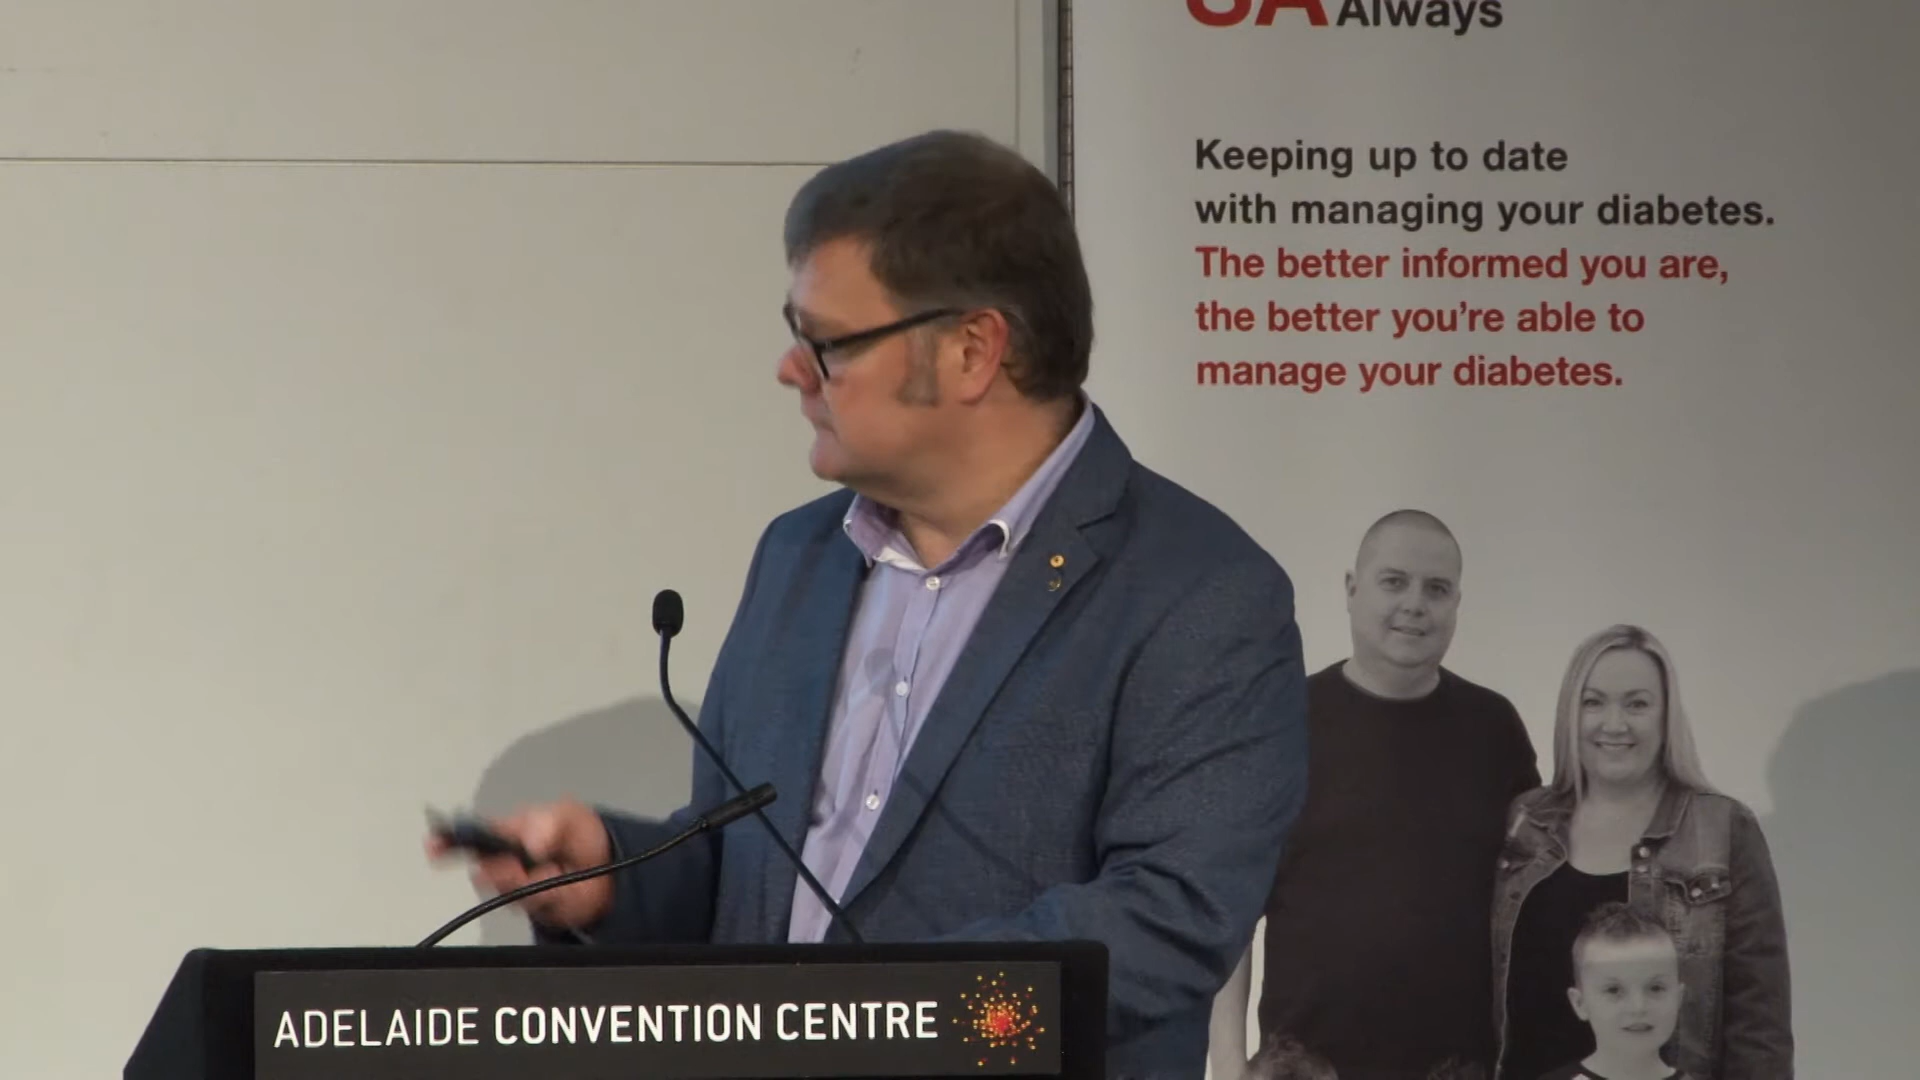 SA Always
Keeping up to date
with managing your diabetes.
The better informed you are,
the better you're able to
manage your diabetes.
ADELAIDE CONVENTION CENTRE